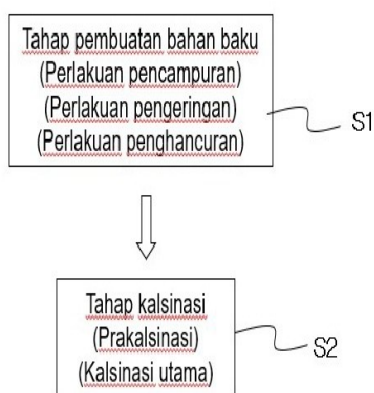 Tahap pembuatan bahan baku
(Perlakuan pencampuran)
(Perlakuan pengeringan)
(Perlakuan penghancuran)
S1
Tahap kalsinasi
(Prakalsinasi)
(Kalsinasi utama)
S2